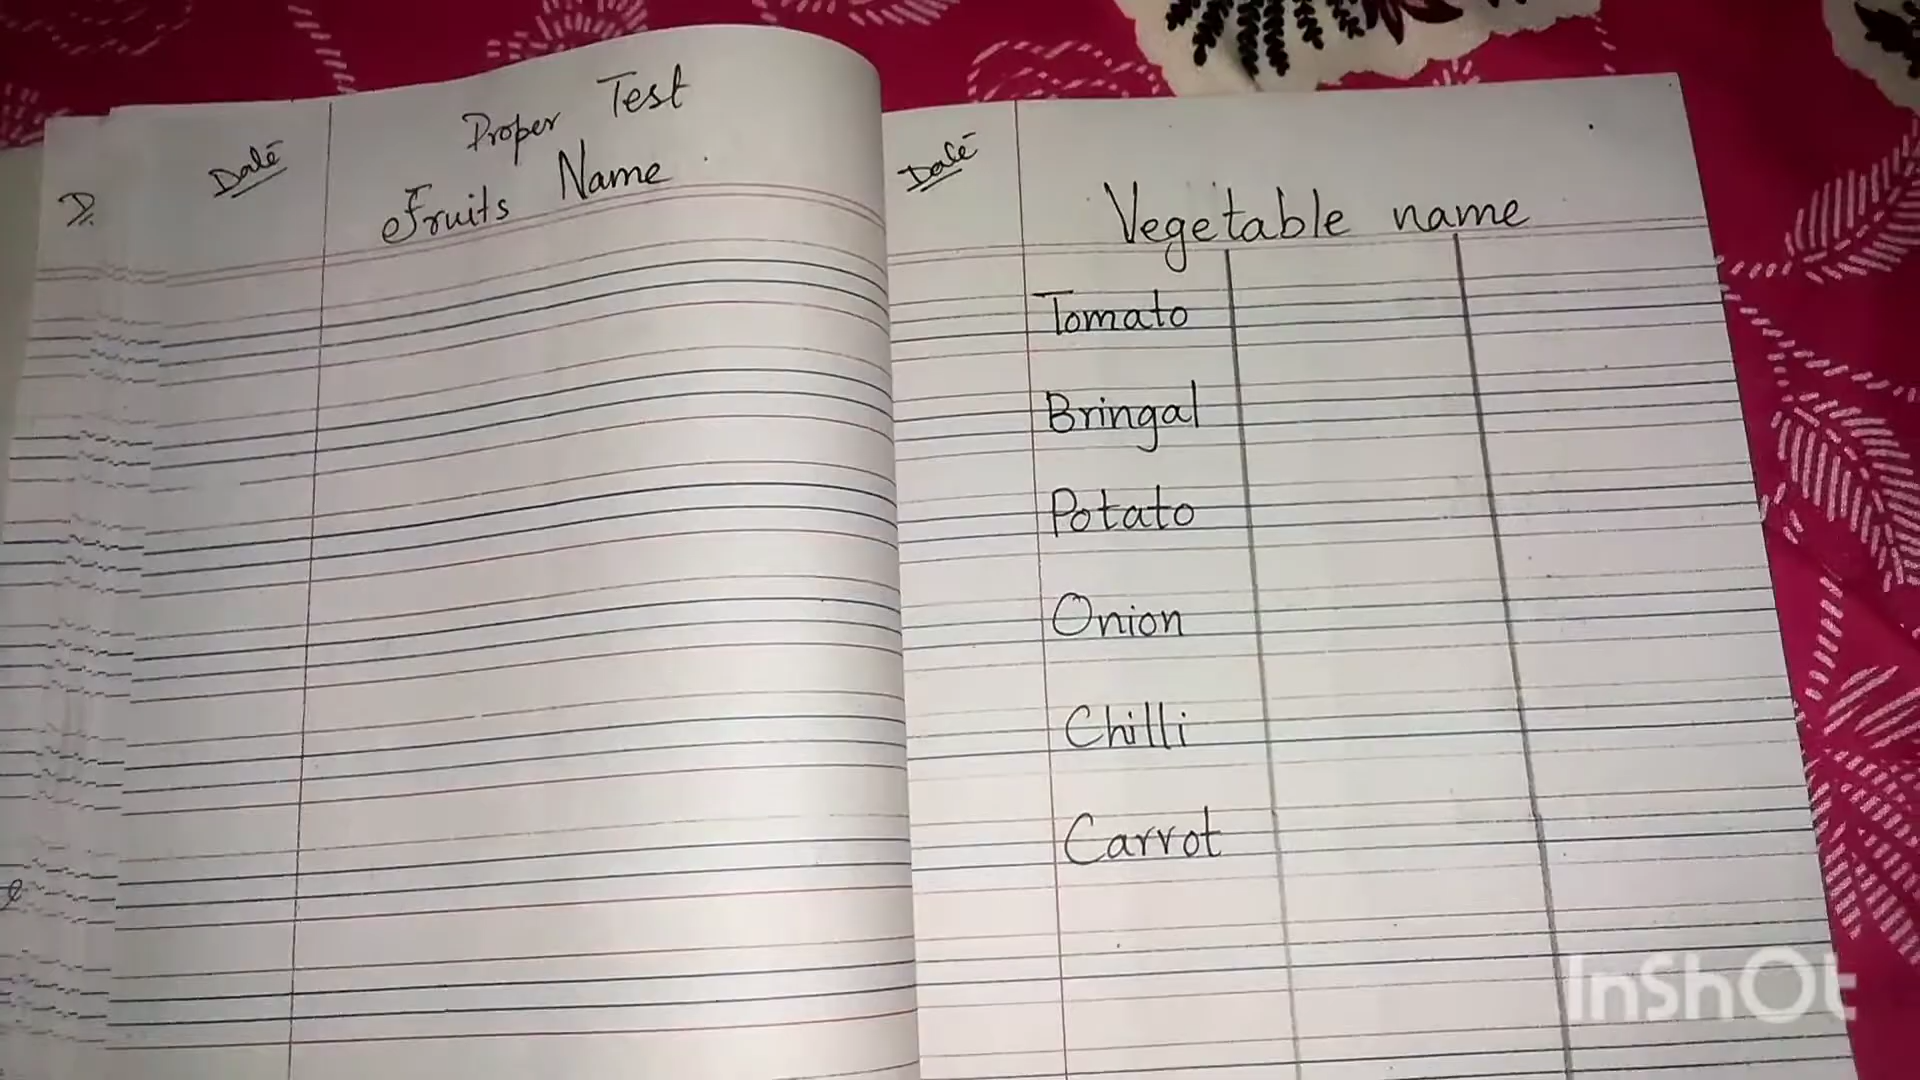 Date
Proper Test
Fruits Name
Date
Vegetable name
Tomato
Bringal
Potato
Onion
Chilli
Carrot
InShOt